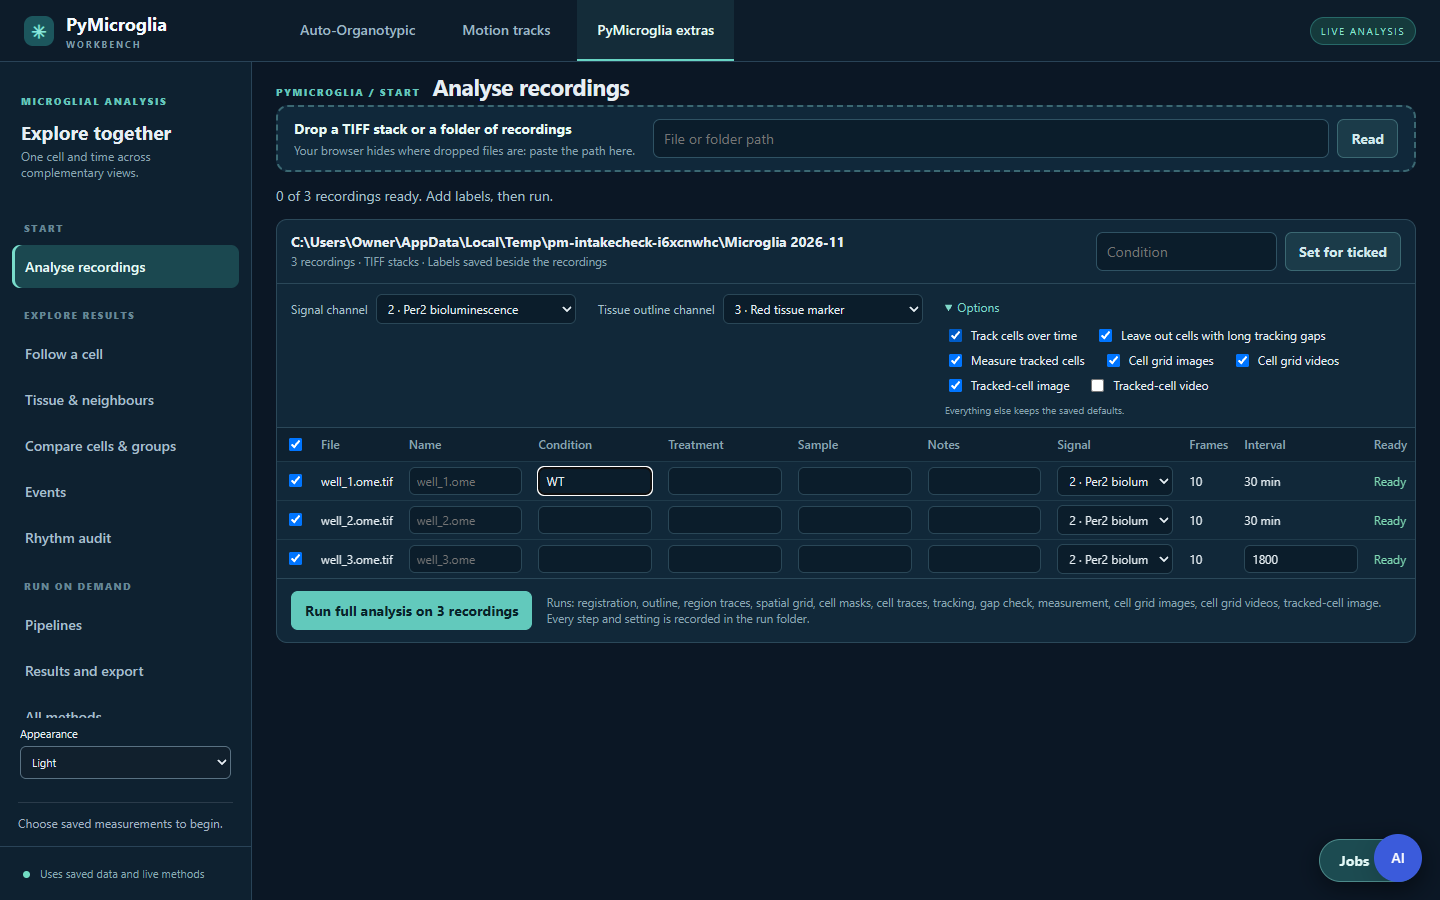 PyMicroglia
WORKBENCH
Auto-Organotypic
Motion tracks
PyMicroglia extras
LIVE ANALYSIS
MICROGLIAL ANALYSIS
Explore together
One cell and time across
complementary views.
START
Analyse recordings
EXPLORE RESULTS
Follow a cell
Tissue & neighbours
Compare cells & groups
Events
Rhythm audit
RUN ON DEMAND
Pipelines
Results and export
All methods
Appearance
Light
Choose saved measurements to begin.
Uses saved data and live methods
PYMICROGLIA / START Analyse recordings
Drop a TIFF stack or a folder of recordings
Your browser hides where dropped files are: paste the path here.
File or folder path
Read
0 of 3 recordings ready. Add labels, then run.
C:\Users\Owner\AppData\Local\Temp\pm-intakecheck-i6xcnwhc\Microglia 2026-11
3 recordings · TIFF stacks · Labels saved beside the recordings
Condition
Set for ticked
Signal channel 2 · Per2 bioluminescence Tissue outline channel 3 · Red tissue marker
Options
Track cells over time Leave out cells with long tracking gaps
Measure tracked cells Cell grid images Cell grid videos
Tracked-cell image Tracked-cell video
Everything else keeps the saved defaults.
File Name Condition Treatment Sample Notes Signal Frames Interval Ready
well_1.ome.tif well_1.ome WT 2 · Per2 biolum 10 30 min Ready
well_2.ome.tif well_2.ome 2 · Per2 biolum 10 30 min Ready
well_3.ome.tif well_3.ome 2 · Per2 biolum 10 1800 Ready
Run full analysis on 3 recordings
Runs: registration, outline, region traces, spatial grid, cell masks, cell traces, tracking, gap check, measurement, cell grid images, cell grid videos, tracked-cell image.
Every step and setting is recorded in the run folder.
Jobs
AI